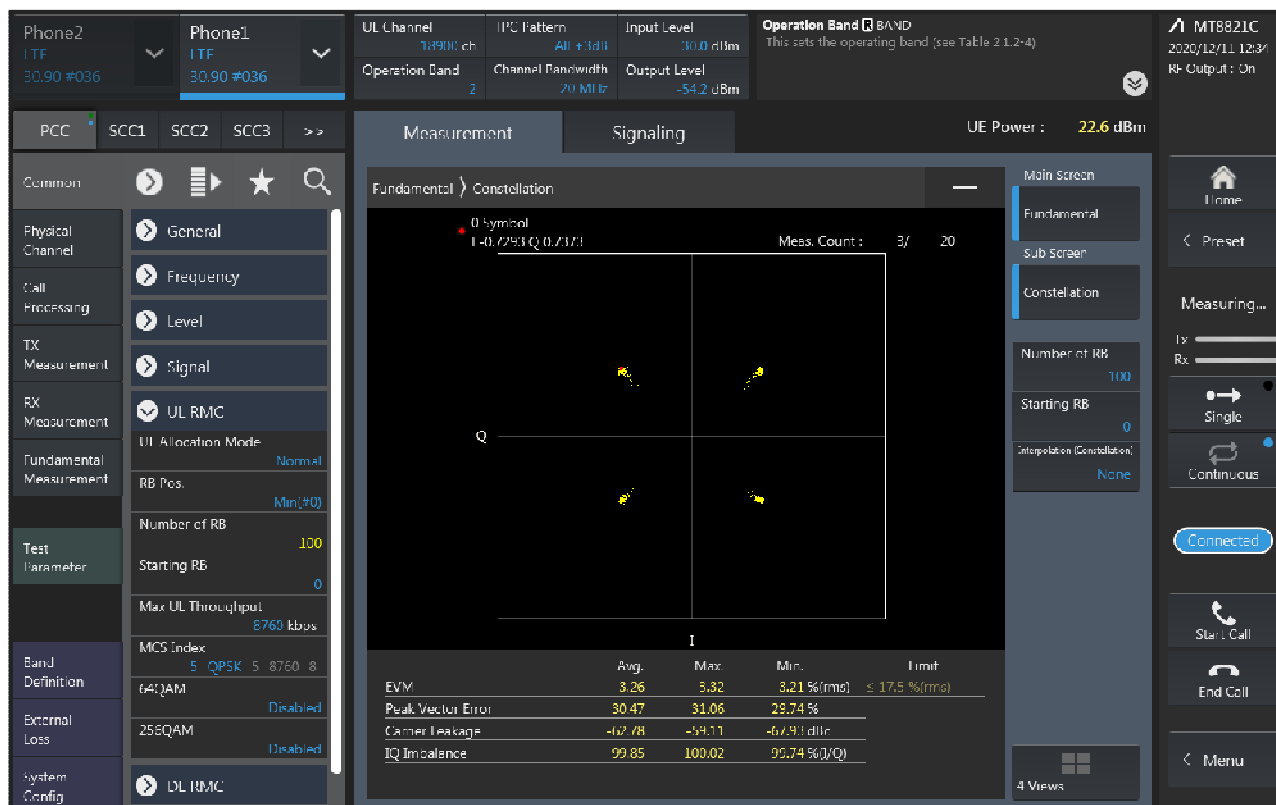 Phone2
LTE
30.90 #036
Phone1
LTE
30.90 #036
UL Channel
18900 ch
TPC Pattern
All +3dB
Input Level
30.0 dBm
Operation Band
2
Channel Bandwidth
20 MHz
Output Level
-54.2 dBm
Operation Band Q BAND
This sets the operating band (see Table 2.1.2-4)
MT8821C
2020/12/11 12:34
RF Output : On
PCC
SCC1
SCC2
SCC3
>>
Measurement
Signaling
UE Power :
22.6 dBm
Common
Physical
Channel
Call
Processing
TX
Measurement
RX
Measurement
Fundamental
Measurement
Test
Parameter
Band
Definition
External
Loss
System
Config
General
Frequency
Level
Signal
UL RMC
UL Allocation Mode
Normal
RB Pos.
Min(#0)
Number of RB
100
Starting RB
0
Max UL Throughput
8760 kbps
MCS Index
5 QPSK 5 8760 8
64QAM
Disabled
256QAM
Disabled
DL RMC
Fundamental
Constellation
0 Symbol
I -0.7293 Q 0.7373
Meas. Count : 3/ 20
Q
I
Avg. Max. Min. Limit
EVM 3.26 3.32 3.21 %(rms) ≤ 17.5 %(rms)
Peak Vector Error 30.47 31.06 29.74 %
Carrier Leakage -62.78 -59.11 -67.93 dBc
IQ Imbalance 99.85 100.02 99.74 %(I/Q)
Main Screen
Fundamental
Sub Screen
Constellation
Number of RB
100
Starting RB
0
Interpolation (Constellation)
None
4 Views
Home
Preset
Measuring...
Tx
Rx
Single
Continuous
Connected
Start Call
End Call
Menu